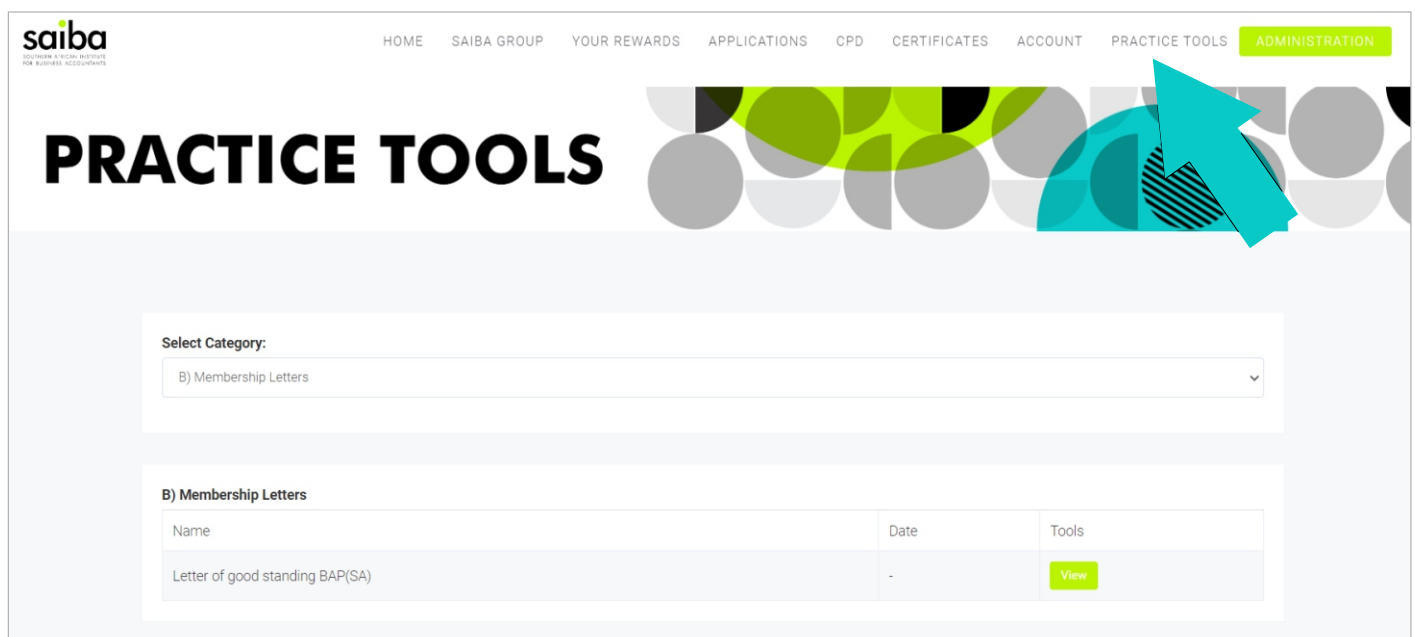 saiba
SOUTHERN AFRICAN INSTITUTE
FOR BUSINESS ACCOUNTANTS
HOME SAIBA GROUP YOUR REWARDS APPLICATIONS CPD CERTIFICATES ACCOUNT PRACTICE TOOLS ADMINISTRATION
PRACTICE TOOLS
Select Category:
B) Membership Letters
B) Membership Letters
Name Date Tools
Letter of good standing BAP(SA) - View